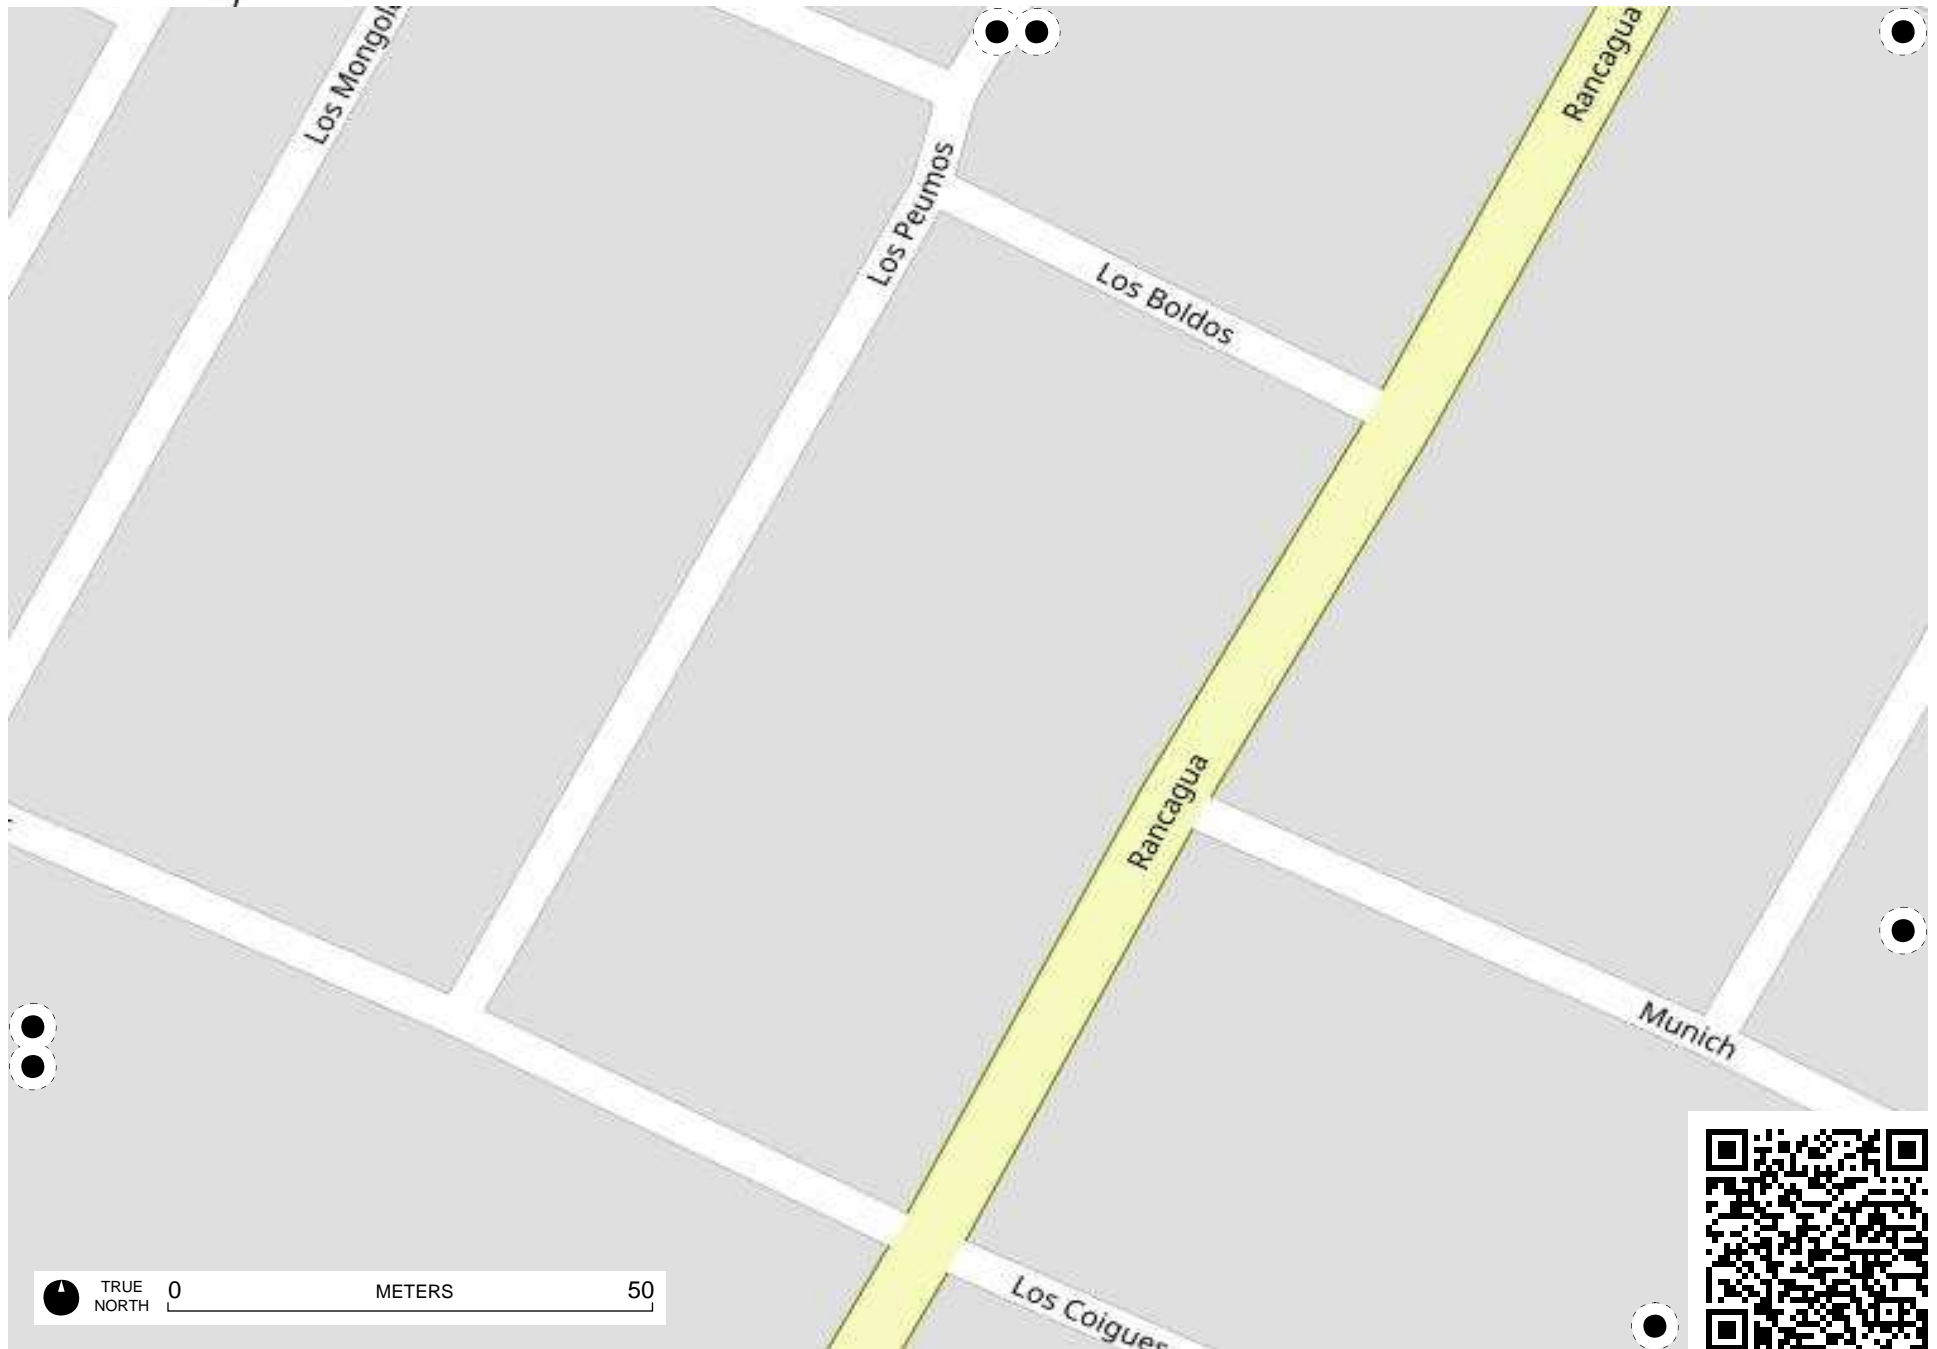 Los Mongol
Rancagua
Los Peumos
Los Boldos
Rancagua
Munich
Los Coigues
TRUE
NORTH
0
METERS
50